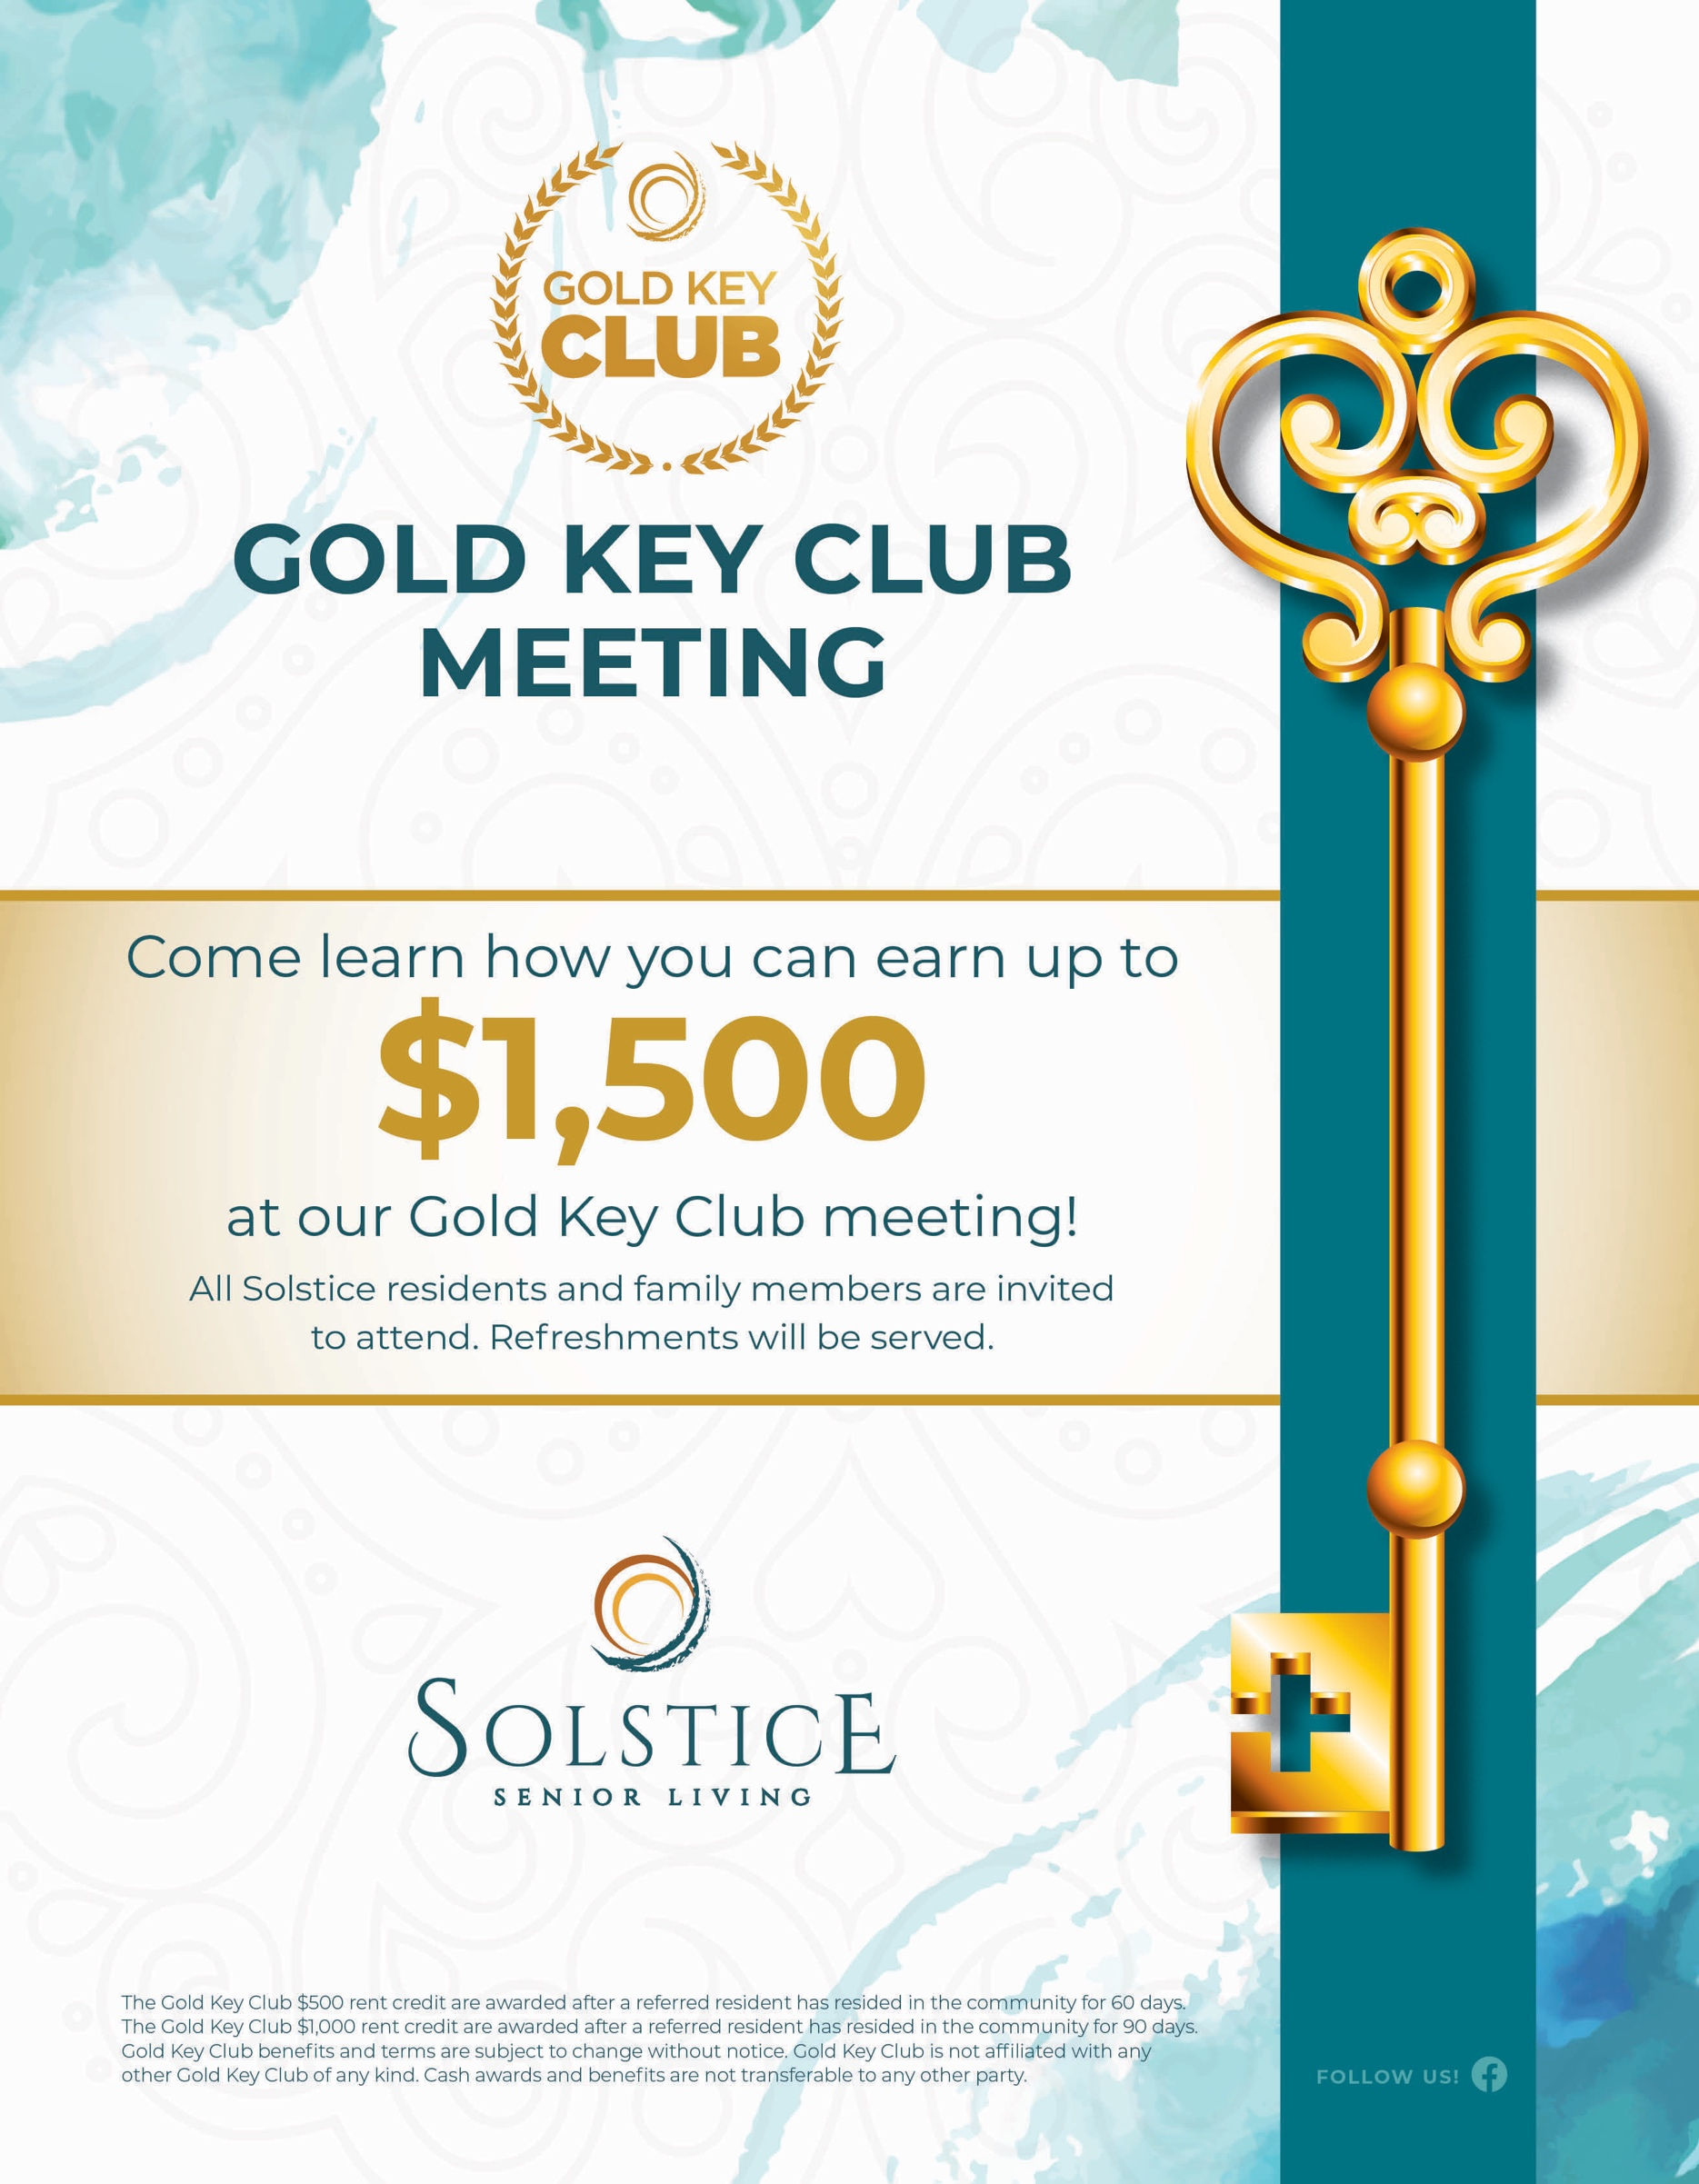 GOLD KEY
CLUB
GOLD KEY CLUB
MEETING
Come learn how you can earn up to
$1,500
at our Gold Key Club meeting!
All Solstice residents and family members are invited
to attend. Refreshments will be served.
SOLSTICE
SENIOR LIVING
The Gold Key Club $500 rent credit are awarded after a referred resident has resided in the community for 60 days.
The Gold Key Club $1,000 rent credit are awarded after a referred resident has resided in the community for 90 days.
Gold Key Club benefits and terms are subject to change without notice. Gold Key Club is not affiliated with any
other Gold Key Club of any kind. Cash awards and benefits are not transferable to any other party.
FOLLOW US!